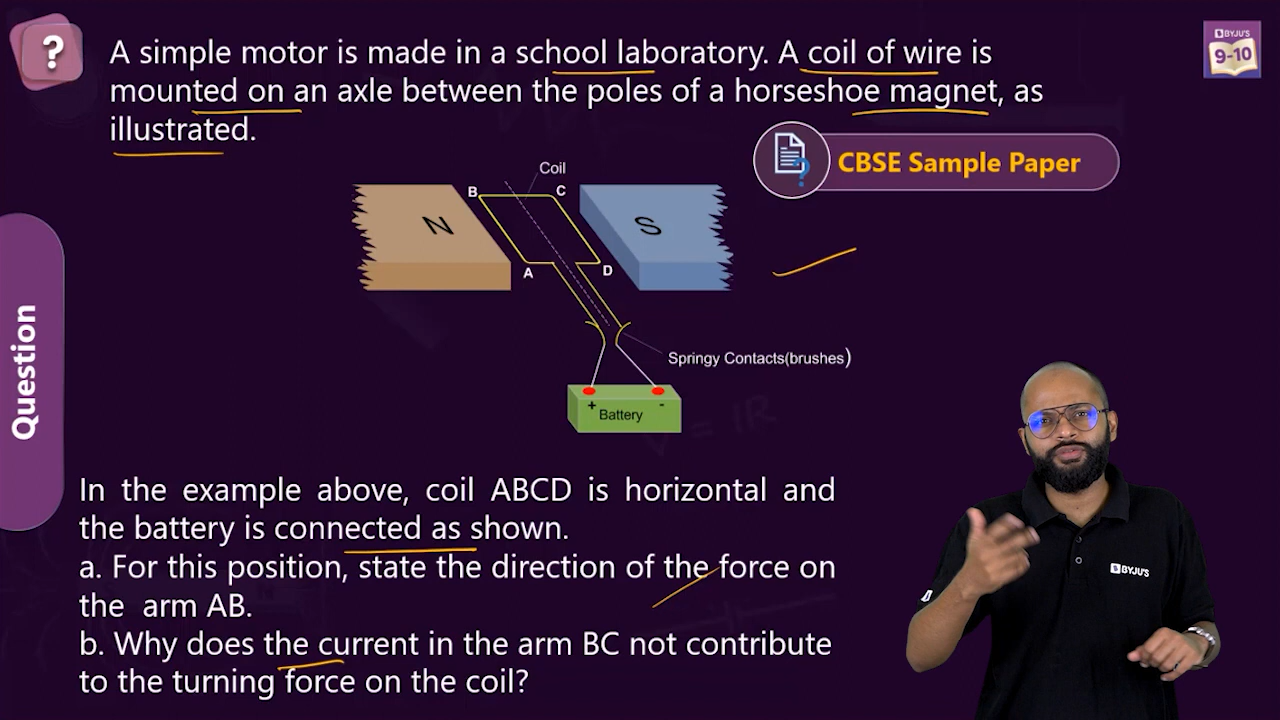 ?
A simple motor is made in a school laboratory. A coil of wire is
mounted on an axle between the poles of a horseshoe magnet, as
illustrated.
BYJU'S
9-10
CBSE Sample Paper
Coil
B
C
N
S
A
D
Springy Contacts(brushes)
+
-
Battery
V = IR
Question
In the example above, coil ABCD is horizontal and
the battery is connected as shown.
a. For this position, state the direction of the force on
the arm AB.
b. Why does the current in the arm BC not contribute
to the turning force on the coil?
BYJU'S